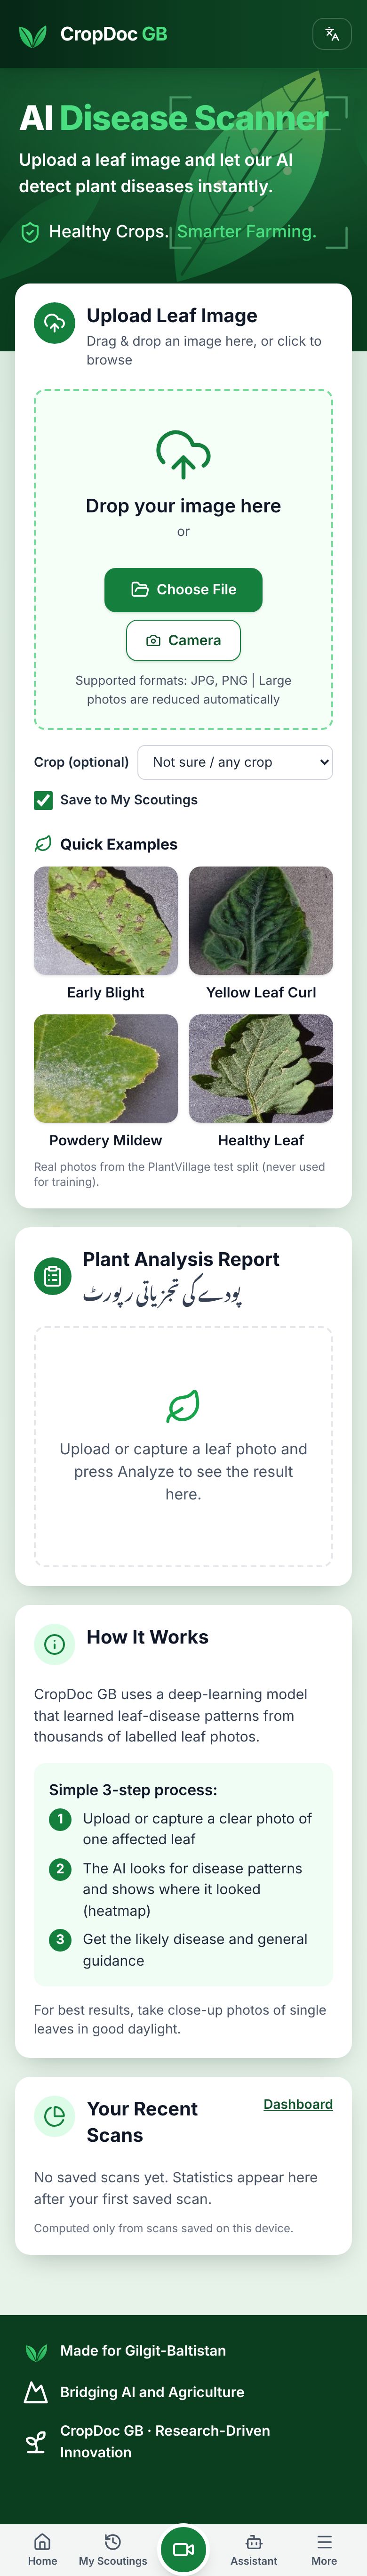 CropDoc GB
AI Disease Scanner
Upload a leaf image and let our AI
detect plant diseases instantly.
Healthy Crops. Smarter Farming.
Upload Leaf Image
Drag & drop an image here, or click to
browse
Drop your image here
or
Choose File
Camera
Supported formats: JPG, PNG | Large
photos are reduced automatically
Crop (optional) Not sure / any crop
Save to My Scoutings
Quick Examples
Early Blight Yellow Leaf Curl
Powdery Mildew Healthy Leaf
Real photos from the PlantVillage test split (never used
for training).
Plant Analysis Report
پودے کی تجزیاتی رپورٹ
Upload or capture a leaf photo and
press Analyze to see the result
here.
How It Works
CropDoc GB uses a deep-learning model
that learned leaf-disease patterns from
thousands of labelled leaf photos.
Simple 3-step process:
1 Upload or capture a clear photo of
one affected leaf
2 The AI looks for disease patterns
and shows where it looked
(heatmap)
3 Get the likely disease and general
guidance
For best results, take close-up photos of single
leaves in good daylight.
Your Recent
Scans
Dashboard
No saved scans yet. Statistics appear here
after your first saved scan.
Computed only from scans saved on this device.
Made for Gilgit-Baltistan
Bridging AI and Agriculture
CropDoc GB · Research-Driven
Innovation
Home My Scoutings Assistant More